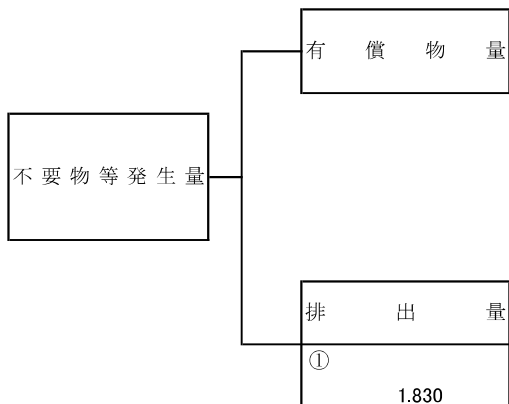 有償物量
不要物等発生量
排出量
①
1.830